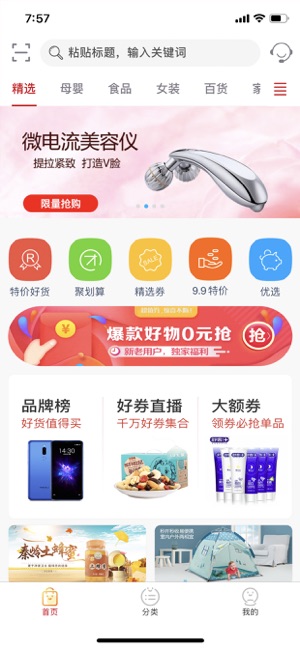 7:57
粘贴标题，输入关键词
精选 母婴 食品 女装 百货
微电流美容仪
提拉紧致 打造V脸
限量抢购
特价好货 聚划算 精选券 9.9特价 优选
爆款好物0元抢
抢
新老用户，独家福利
品牌榜 好券直播 大额券
好货值得买 千万好券集合 领券必抢单品
秦岭土蜂蜜
首页 分类 我的